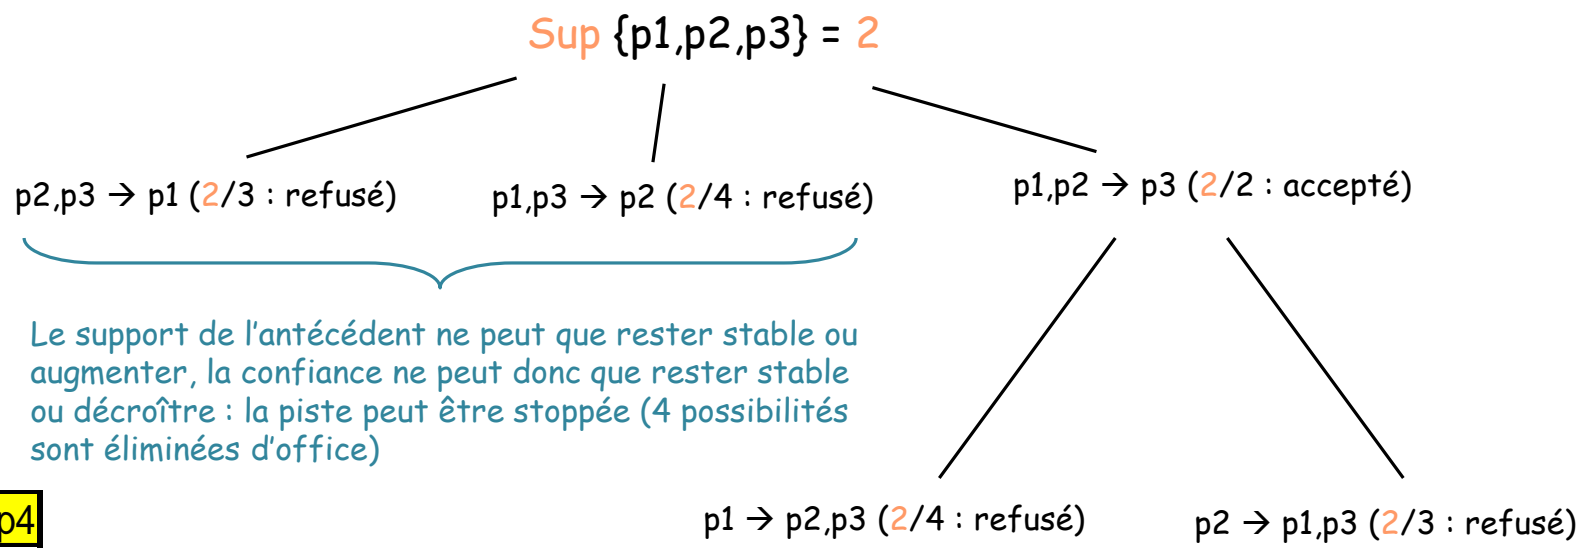 Sup {p1,p2,p3} = 2
p2,p3 → p1 (2/3 : refusé)
p1,p3 → p2 (2/4 : refusé)
p1,p2 → p3 (2/2 : accepté)
Le support de l'antécédent ne peut que rester stable ou
augmenter, la confiance ne peut donc que rester stable
ou décroître : la piste peut être stoppée (4 possibilités
sont éliminées d'office)
p4
p1 → p2,p3 (2/4 : refusé)
p2 → p1,p3 (2/3 : refusé)